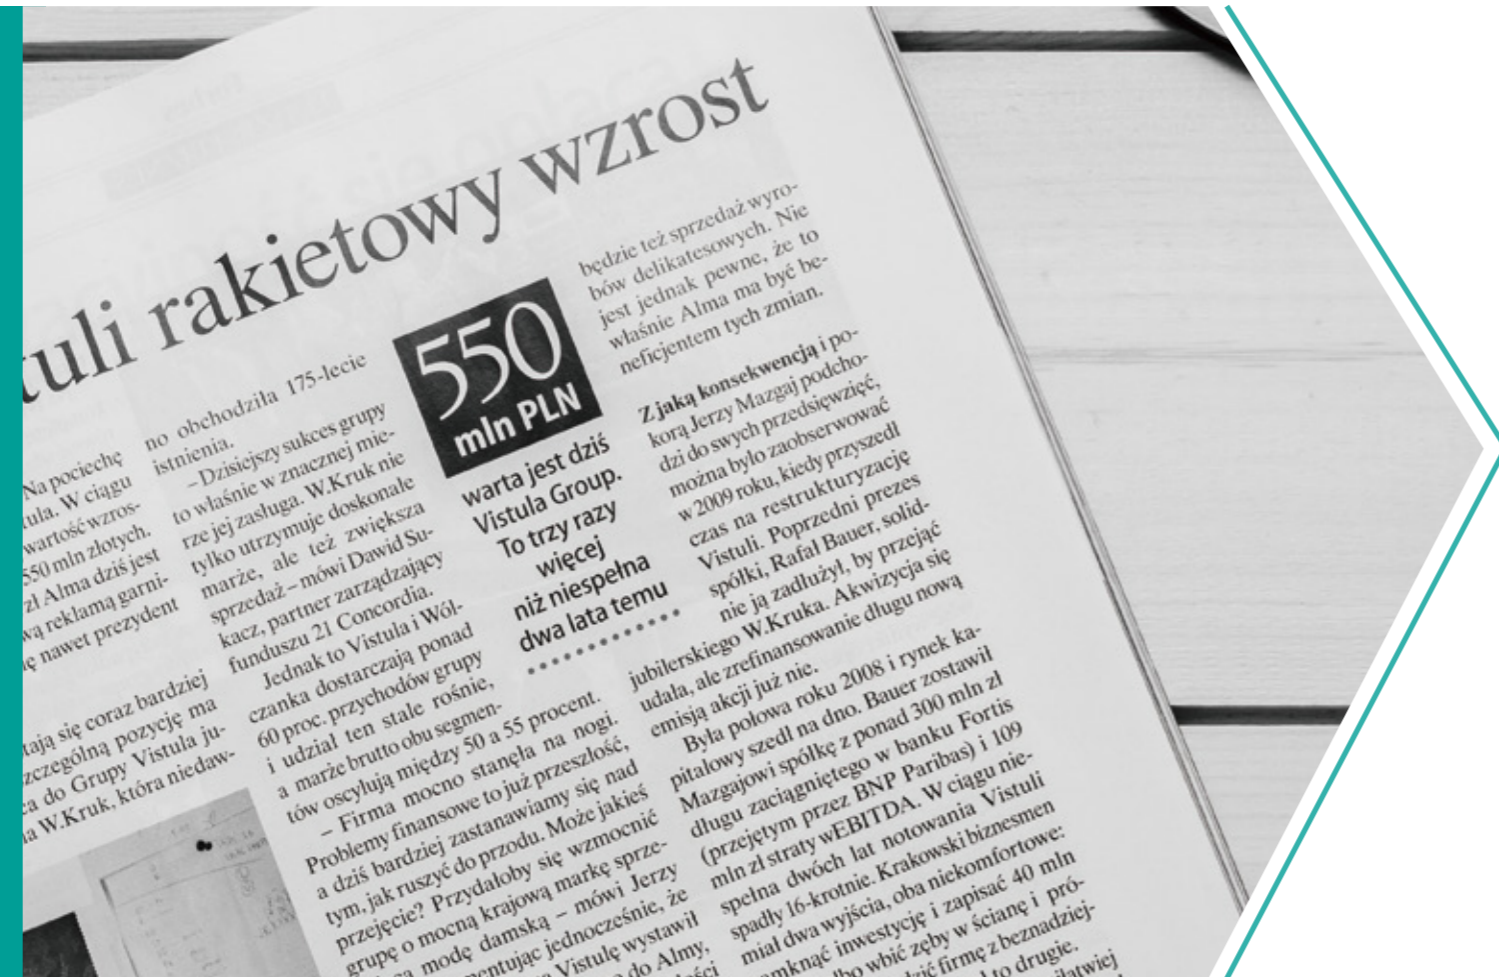 tuli rakietowy wzrost
Na pociechę
tula. W ciągu
wartość wzros-
550 mln złotych.
zł Alma dziś jest
wą reklamą garni-
ę nawet prezydent
tają się coraz bardziej
zczególną pozycję ma
ca do Grupy Vistula ju-
na W.Kruk, która niedaw-
no obchodziła 175-lecie
istnienia.
– Dzisiejszy sukces grupy
to właśnie w znacznej mie-
rze jej zasługa. W.Kruk nie
tylko utrzymuje doskonałe
marże, ale też zwiększa
sprzedaż – mówi Dawid Su-
kacz, partner zarządzający
funduszu 21 Concordia.
Jednak to Vistula i Wól-
czanka dostarczają ponad
60 proc. przychodów grupy
i udział ten stale rośnie,
a marże brutto obu segmen-
tów oscylują między 50 a 55 procent.
– Firma mocno stanęła na nogi.
Problemy finansowe to już przeszłość,
a dziś bardziej zastanawiamy się nad
tym, jak ruszyć do przodu. Może jakieś
przejęcie? Przydałoby się wzmocnić
grupę o mocną krajową markę sprze-
modę damską – mówi Jerzy
mentując jednocześnie, że
Vistulę wystawił
do Almy,
550
mln PLN
warta jest dziś
Vistula Group.
To trzy razy
więcej
niż niespełna
dwa lata temu
będzie też sprzedaż wyro-
bów delikatesowych. Nie
jest jednak pewne, że to
właśnie Alma ma być be-
neficjentem tych zmian.
Z jaką konsekwencją i po-
korą Jerzy Mazgaj podcho-
dzi do swych przedsięwzięć,
można było zaobserwować
w 2009 roku, kiedy przyszedł
czas na restrukturyzację
Vistuli. Poprzedni prezes
spółki, Rafał Bauer, solid-
nie ją zadłużył, by przejąć
jubilerskiego W.Kruka. Akwizycja się
udała, ale zrefinansowanie długu nową
emisją akcji już nie.
Była połowa roku 2008 i rynek ka-
pitałowy szedł na dno. Bauer zostawił
Mazgajowi spółkę z ponad 300 mln zł
długu zaciągniętego w banku Fortis
(przejętym przez BNP Paribas) i 109
mln zł straty wEBITDA. W ciągu nie-
spełna dwóch lat notowania Vistuli
spadły 16-krotnie. Krakowski biznesmen
miał dwa wyjścia, oba niekomfortowe:
amknąć inwestycję i zapisać 40 mln
lbo wbić zęby w ścianę i pró-
firmę z beznadziej-
to drugie.